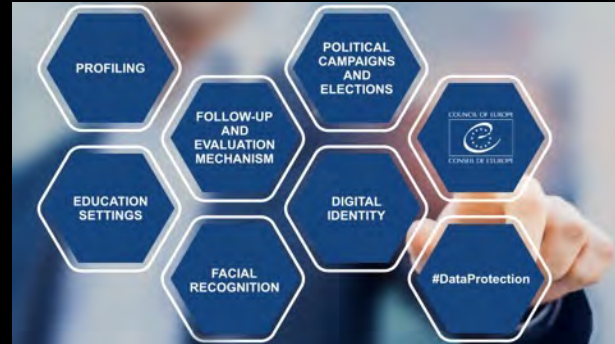 PROFILING
POLITICAL
CAMPAIGNS
AND
ELECTIONS
FOLLOW-UP
AND
EVALUATION
MECHANISM
COUNCIL OF EUROPE
CONSEIL DE L'EUROPE
EDUCATION
SETTINGS
DIGITAL
IDENTITY
FACIAL
RECOGNITION
#DataProtection